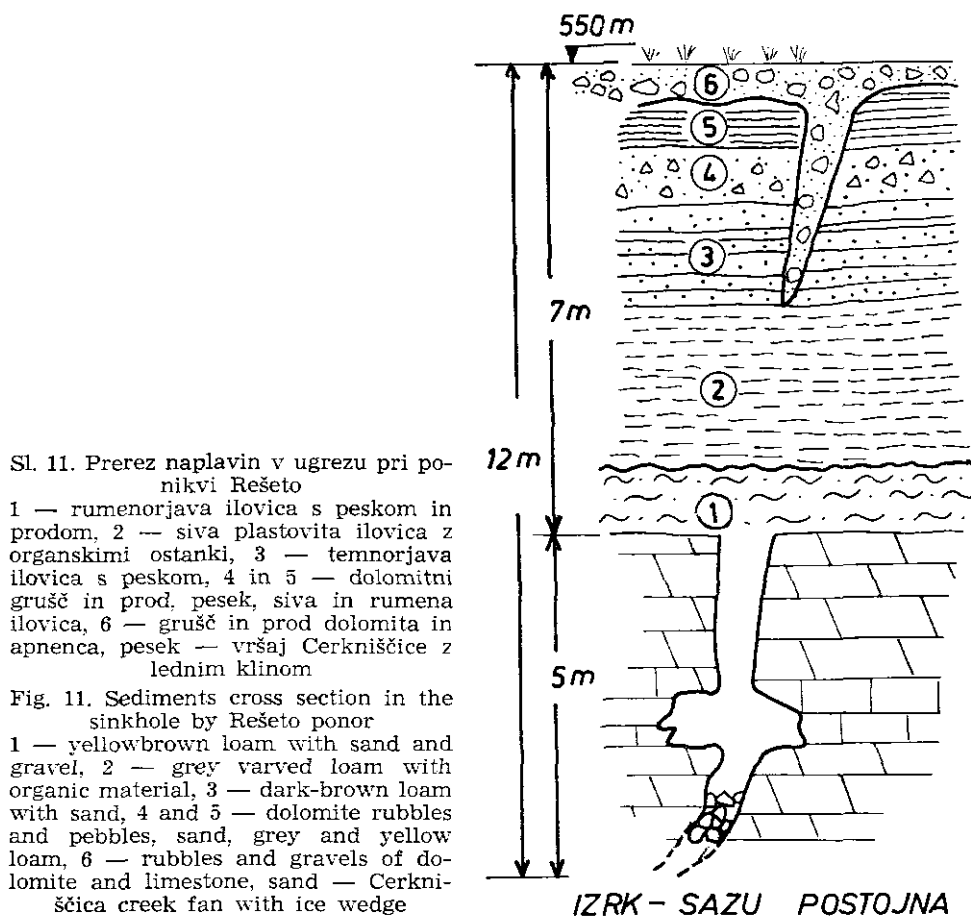 Sl. 11. Prerez naplavin v ugrezu pri po-
nikvi Rešeto
1 — rumenorjava ilovica s peskom in
prodom, 2 — siva plastovita ilovica z
organskimi ostanki, 3 — temnorjava
ilovica s peskom, 4 in 5 — dolomitni
grušč in prod, pesek, siva in rumena
ilovica, 6 — grušč in prod dolomita in
apnenca, pesek — vršaj Cerkniščice z
lednim klinom
Fig. 11. Sediments cross section in the
sinkhole by Rešeto ponor
1 — yellowbrown loam with sand and
gravel, 2 — grey varved loam with
organic material, 3 — dark-brown loam
with sand, 4 and 5 — dolomite rubbles
and pebbles, sand, grey and yellow
loam, 6 — rubbles and gravels of do-
lomite and limestone, sand — Cerkni-
ščica creek fan with ice wedge
550 m
6
5
4
3
7m
2
12m
1
5m
IZRK - SAZU POSTOJNA